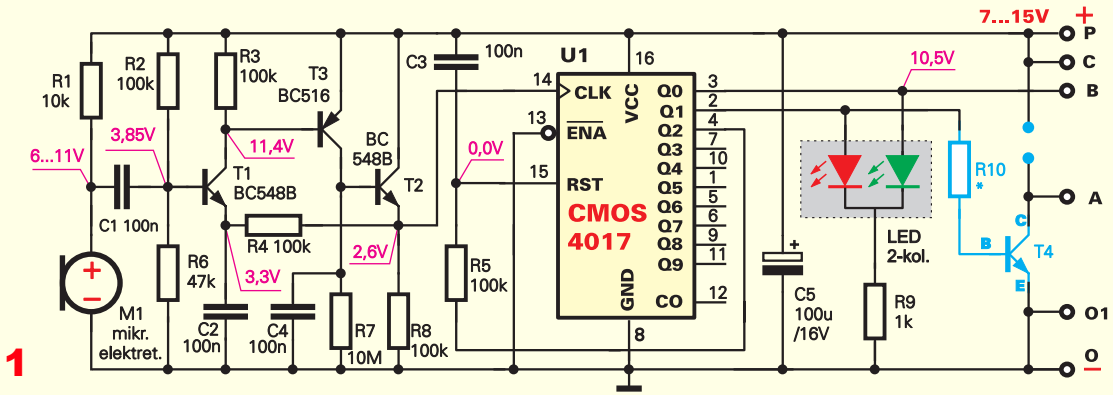 7...15V +
P
C
B
A
O1
O
−
R1
10k
R2
100k
R3
100k
T3
BC516
C3
100n
U1
16
14
CLK
VCC
Q0
3
10,5V
Q1
2
13
ENA
Q2
4
Q3
7
Q4
10
15
RST
Q5
1
CMOS
4017
Q6
5
Q7
6
Q8
9
Q9
11
GND
CO
12
8
3,85V
6...11V
11,4V
0,0V
BC
548B
T2
T1
BC548B
C1 100n
R4 100k
2,6V
3,3V
R6
47k
R5
100k
+
−
M1
mikr.
elektret.
C2
100n
C4
100n
R7
10M
R8
100k
+
C5
100u
/16V
LED
2-kol.
R9
1k
R10
*
C
B
E
T4
1